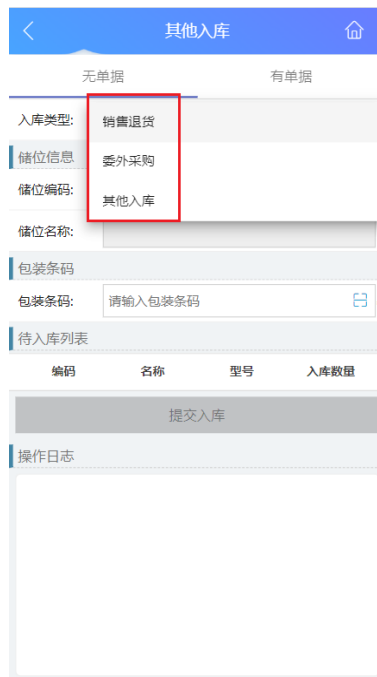 其他入库
无单据 有单据
入库类型: 销售退货
储位信息 委外采购
储位编码: 其他入库
储位名称:
包装条码
包装条码: 请输入包装条码
待入库列表
编码 名称 型号 入库数量
提交入库
操作日志